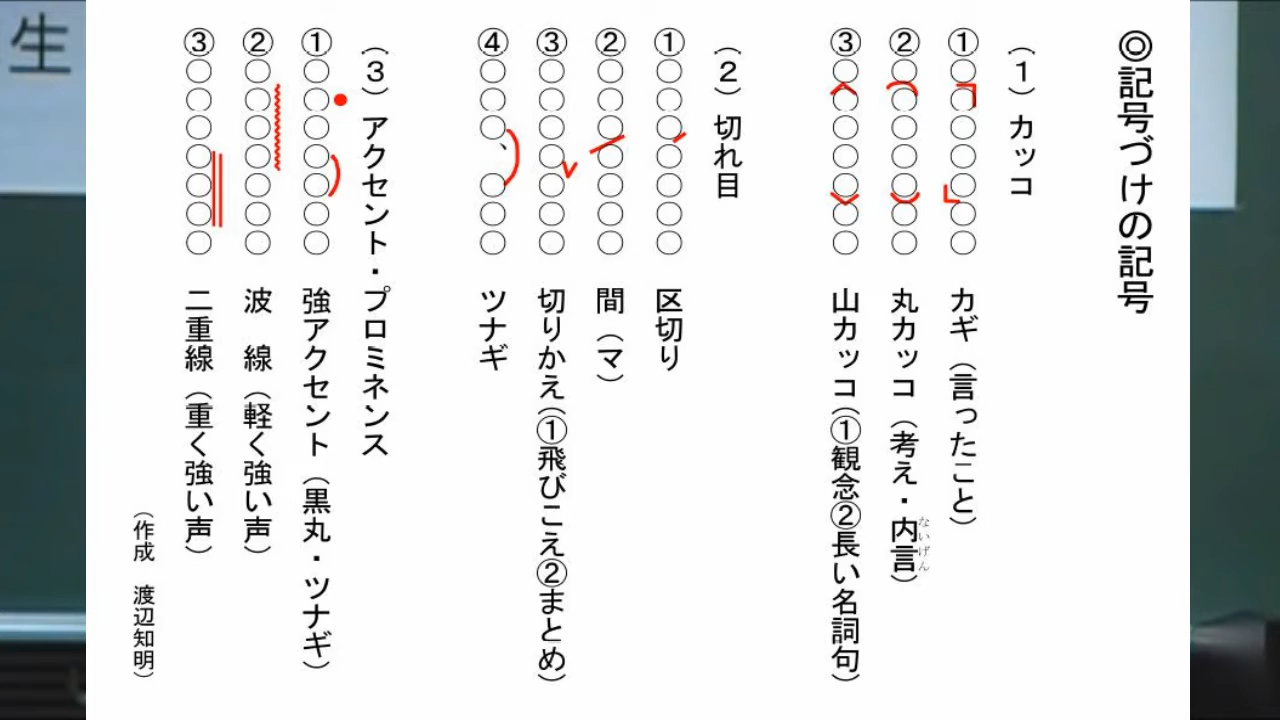 ◎記号づけの記号
（１）カッコ
①○○○○○○○ カギ（言ったこと）
②○○○○○○○ 丸カッコ（考え・内言）
ないげん
③○○○○○○○ 山カッコ（①観念②長い名詞句）
（２）切れ目
①○○○○○○○ 区切り
②○○○○○○○ 間（マ）
③○○○○○○○ 切りかえ（①飛びこえ②まとめ）
④○○○、○○○ ツナギ
（３）アクセント・プロミネンス
①○○○○○○○ 強アクセント（黒丸・ツナギ）
②○○○○○○○ 波　線（軽く強い声）
③○○○○○○○ 二重線（重く強い声）
（作成　渡辺知明）
生